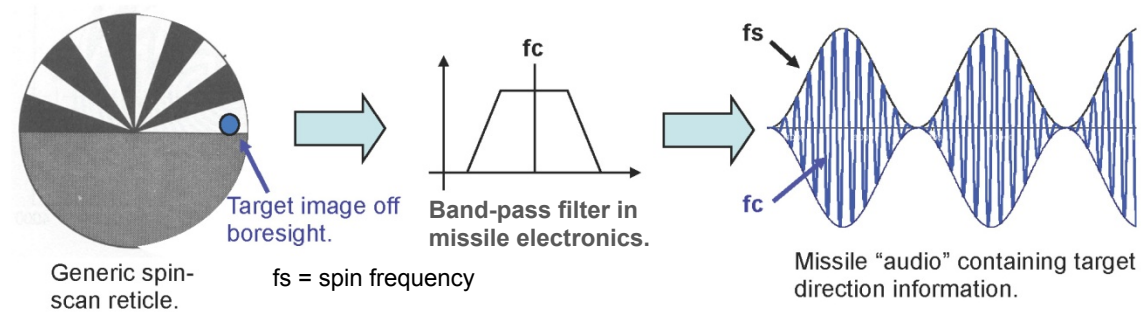 fc
fs
fc
Target image off
boresight.
Band-pass filter in
missile electronics.
Generic spin-
scan reticle.
fs = spin frequency
Missile “audio” containing target
direction information.